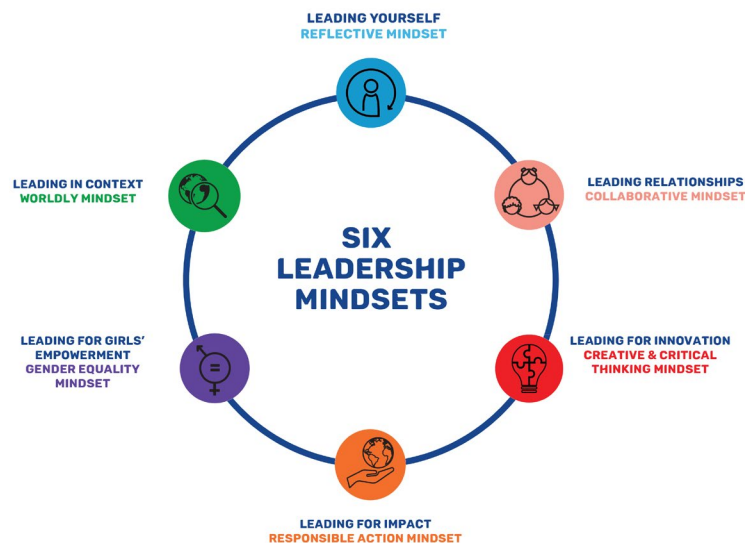 LEADING YOURSELF
REFLECTIVE MINDSET
LEADING IN CONTEXT
WORLDLY MINDSET
LEADING RELATIONSHIPS
COLLABORATIVE MINDSET
SIX
LEADERSHIP
MINDSETS
LEADING FOR GIRLS'
EMPOWERMENT
GENDER EQUALITY
MINDSET
LEADING FOR INNOVATION
CREATIVE & CRITICAL
THINKING MINDSET
LEADING FOR IMPACT
RESPONSIBLE ACTION MINDSET